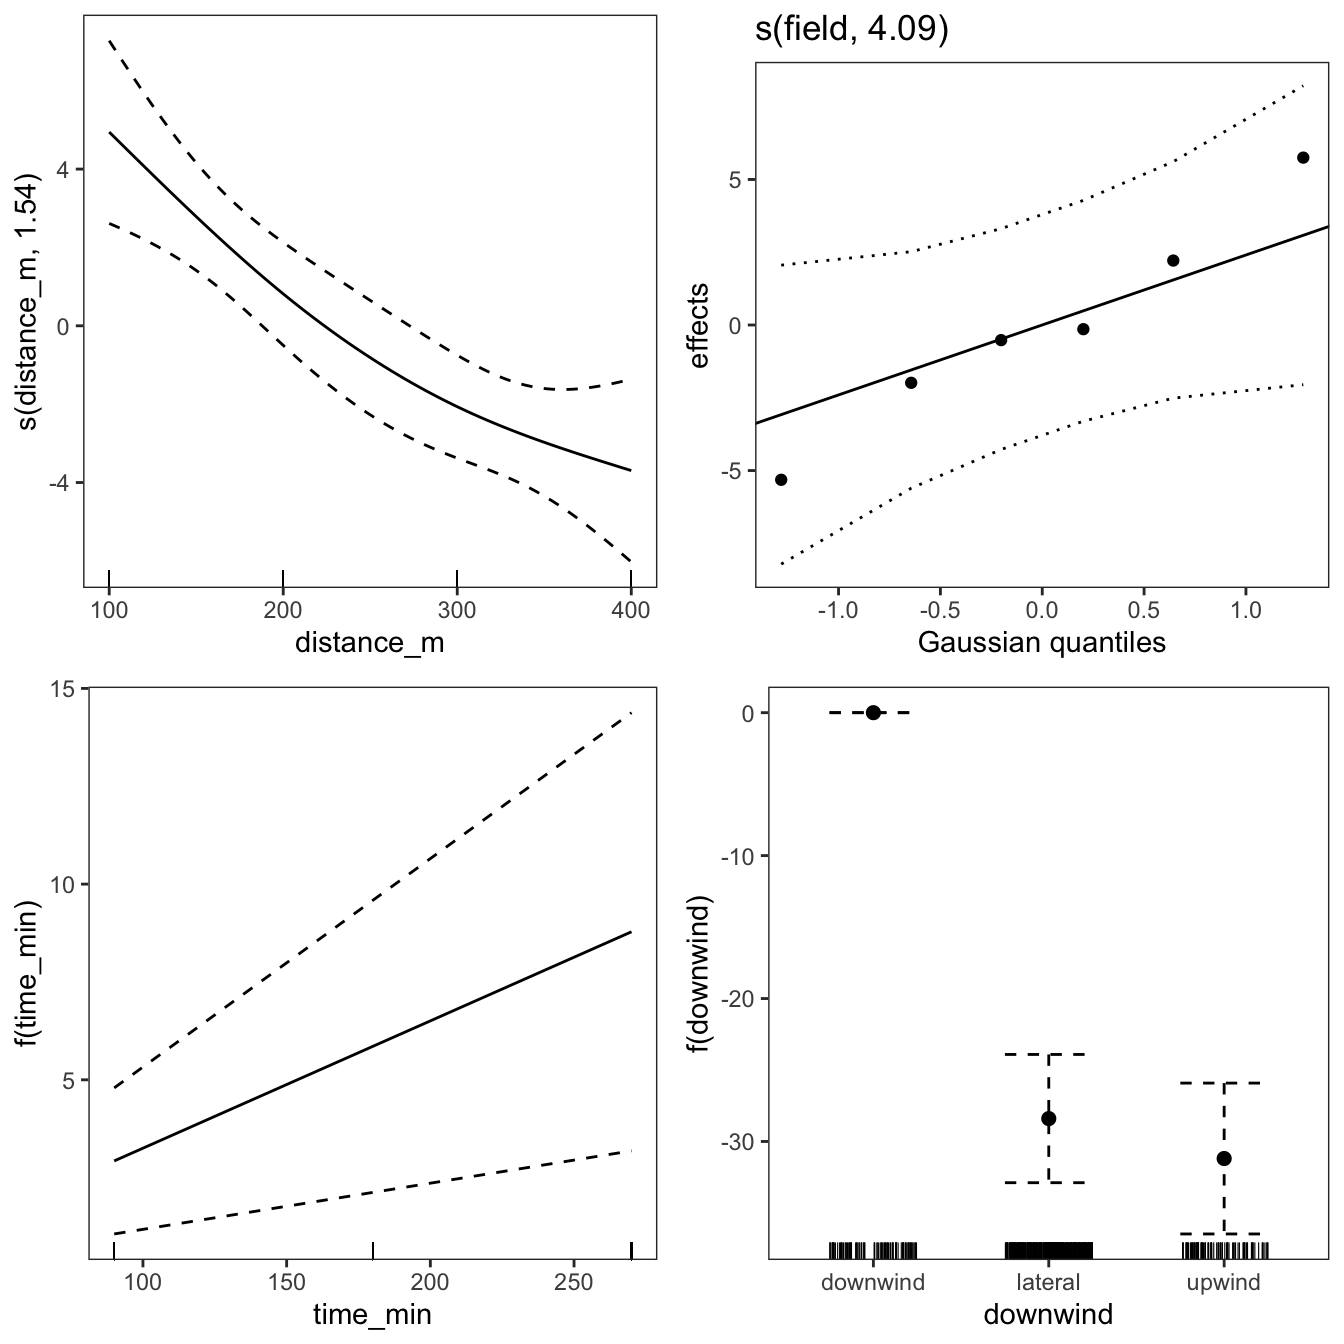 s(distance_m, 1.54)
4
0
-4
100 200 300 400
distance_m
s(field, 4.09)
effects
5
0
-5
-1.0 -0.5 0.0 0.5 1.0
Gaussian quantiles
f(time_min)
15
10
5
100 150 200 250
time_min
f(downwind)
0
-10
-20
-30
downwind lateral upwind
downwind